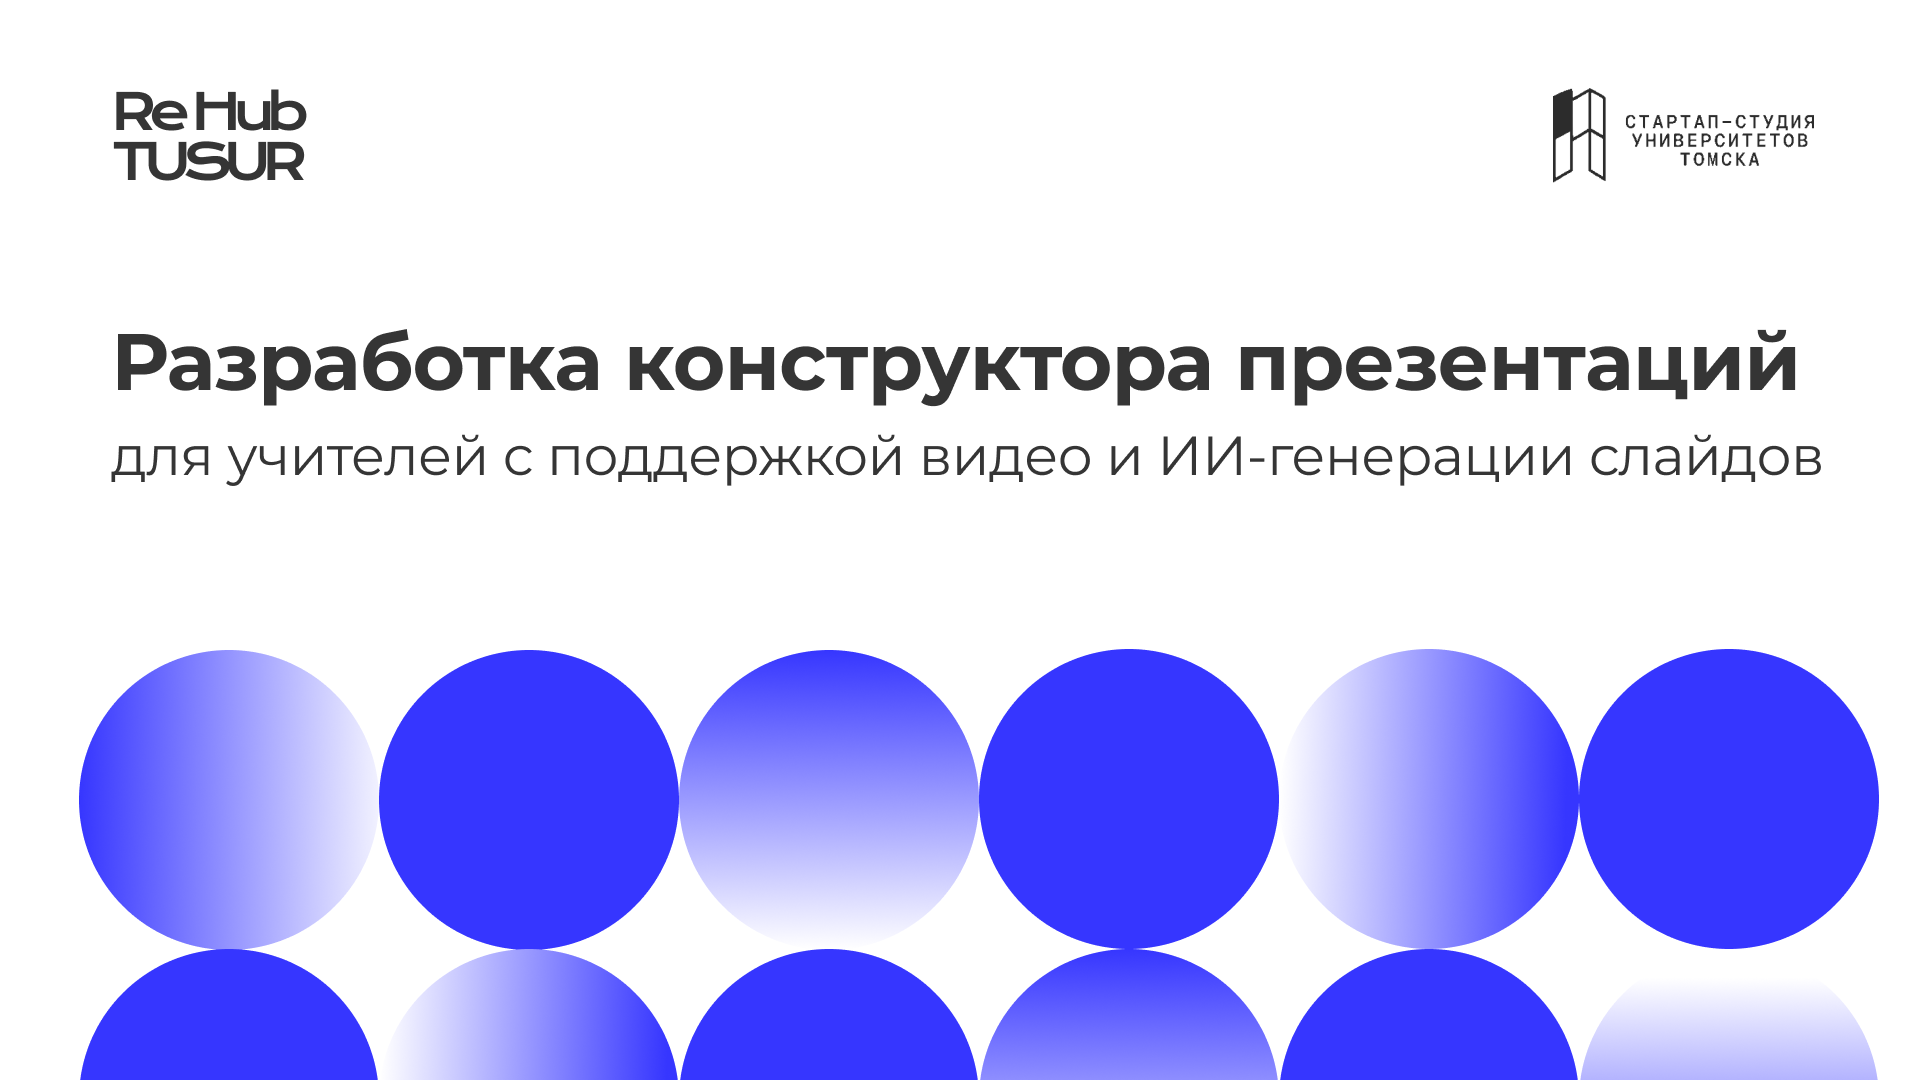 Re Hub
TUSUR
СТАРТАП-СТУДИЯ
УНИВЕРСИТЕТОВ
ТОМСКА
Разработка конструктора презентаций
для учителей с поддержкой видео и ИИ-генерации слайдов